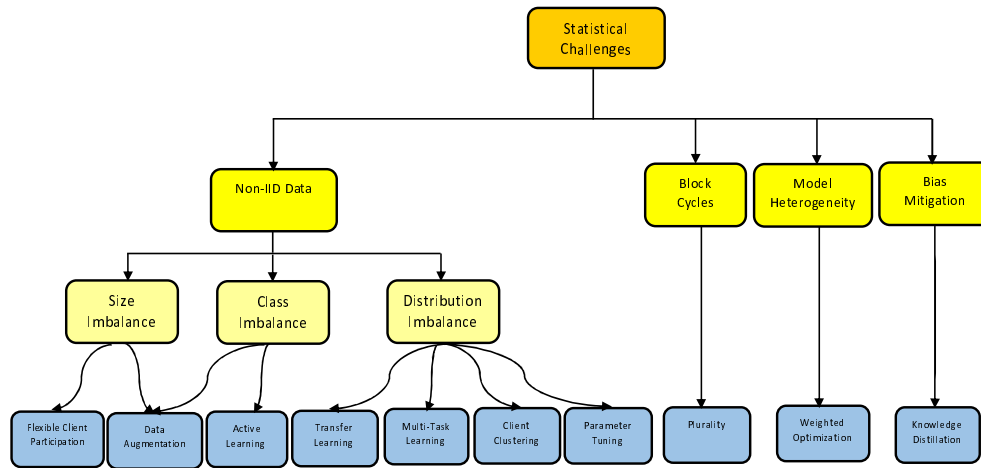 Statistical
Challenges
Non-IID Data
Block
Cycles
Model
Heterogeneity
Bias
Mitigation
Size
Imbalance
Class
Imbalance
Distribution
Imbalance
Flexible Client
Participation
Data
Augmentation
Active
Learning
Transfer
Learning
Multi-Task
Learning
Client
Clustering
Parameter
Tuning
Plurality
Weighted
Optimization
Knowledge
Distillation